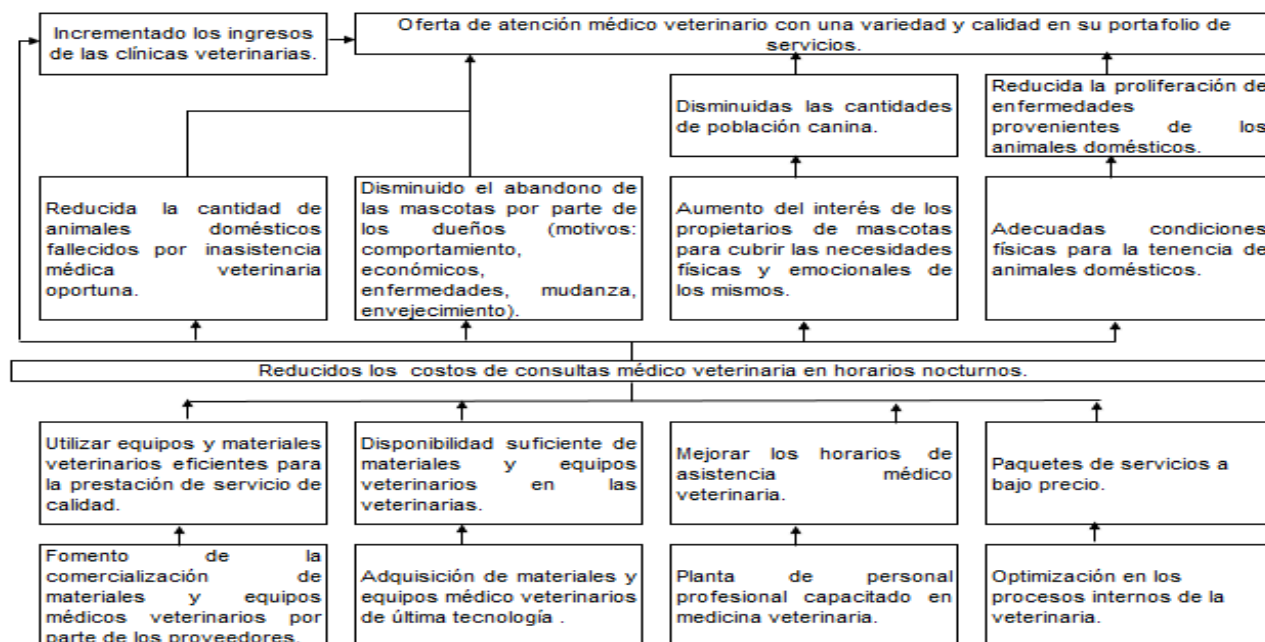 Incrementado los ingresos
de las clínicas veterinarias.
Oferta de atención médico veterinario con una variedad y calidad en su portafolio de
servicios.
Disminuidas las cantidades
de población canina.
Reducida la proliferación de
enfermedades
provenientes de los
animales domésticos.
Reducida la cantidad de
animales domésticos
fallecidos por inasistencia
médica veterinaria
oportuna.
Disminuido el abandono de
las mascotas por parte de
los dueños (motivos:
comportamiento,
económicos,
enfermedades, mudanza,
envejecimiento).
Aumento del interés de los
propietarios de mascotas
para cubrir las necesidades
físicas y emocionales de
los mismos.
Adecuadas condiciones
físicas para la tenencia de
animales domésticos.
Reducidos los costos de consultas médico veterinaria en horarios nocturnos.
Utilizar equipos y materiales
veterinarios eficientes para
la prestación de servicio de
calidad.
Disponibilidad suficiente de
materiales y equipos
veterinarios en las
veterinarias.
Mejorar los horarios de
asistencia médico
veterinaria.
Paquetes de servicios a
bajo precio.
Fomento de la
comercialización de
materiales y equipos
médicos veterinarios por
parte de los proveedores.
Adquisición de materiales y
equipos médico veterinarios
de última tecnología .
Planta de personal
profesional capacitado en
medicina veterinaria.
Optimización en los
procesos internos de la
veterinaria.